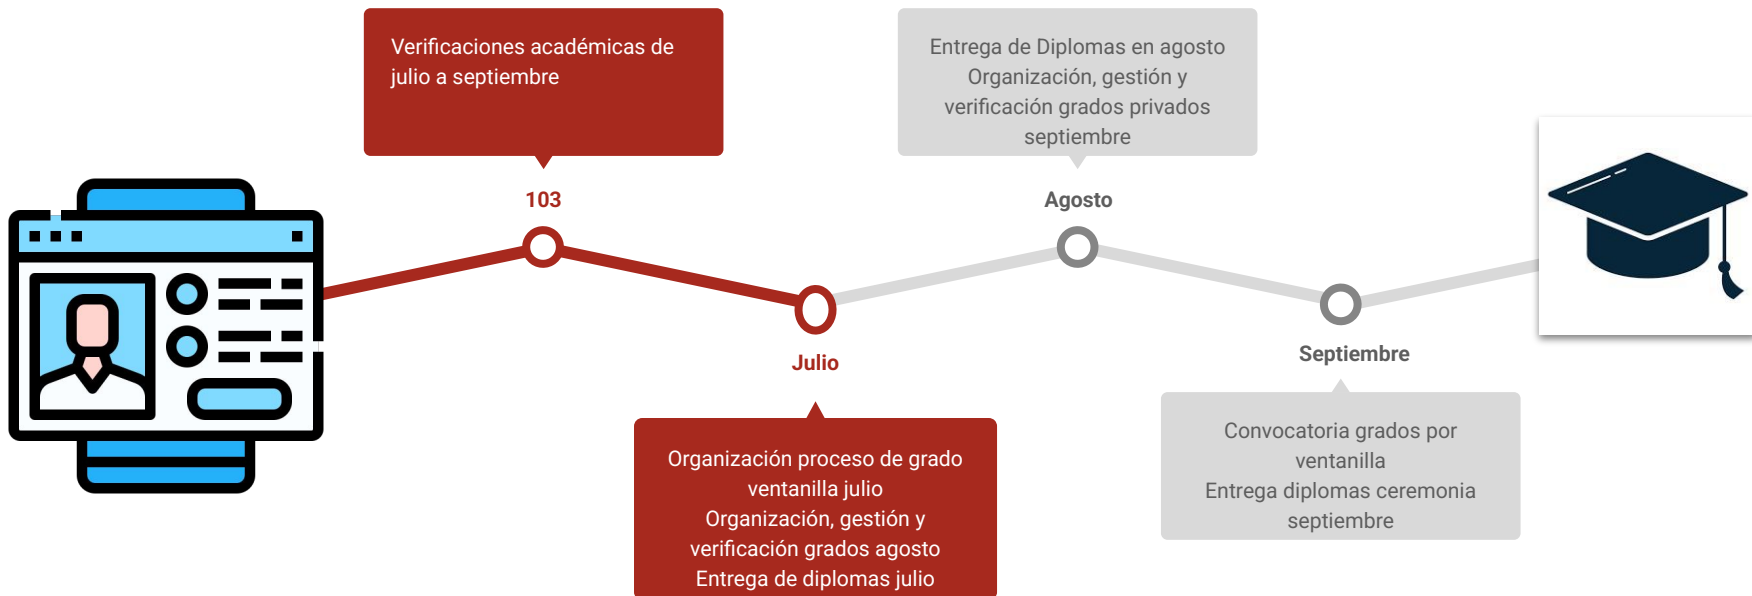 Verificaciones académicas de
julio a septiembre
103
Julio
Organización proceso de grado
ventanilla julio
Organización, gestión y
verificación grados agosto
Entrega de diplomas julio
Entrega de Diplomas en agosto
Organización, gestión y
verificación grados privados
septiembre
Agosto
Septiembre
Convocatoria grados por
ventanilla
Entrega diplomas ceremonia
septiembre